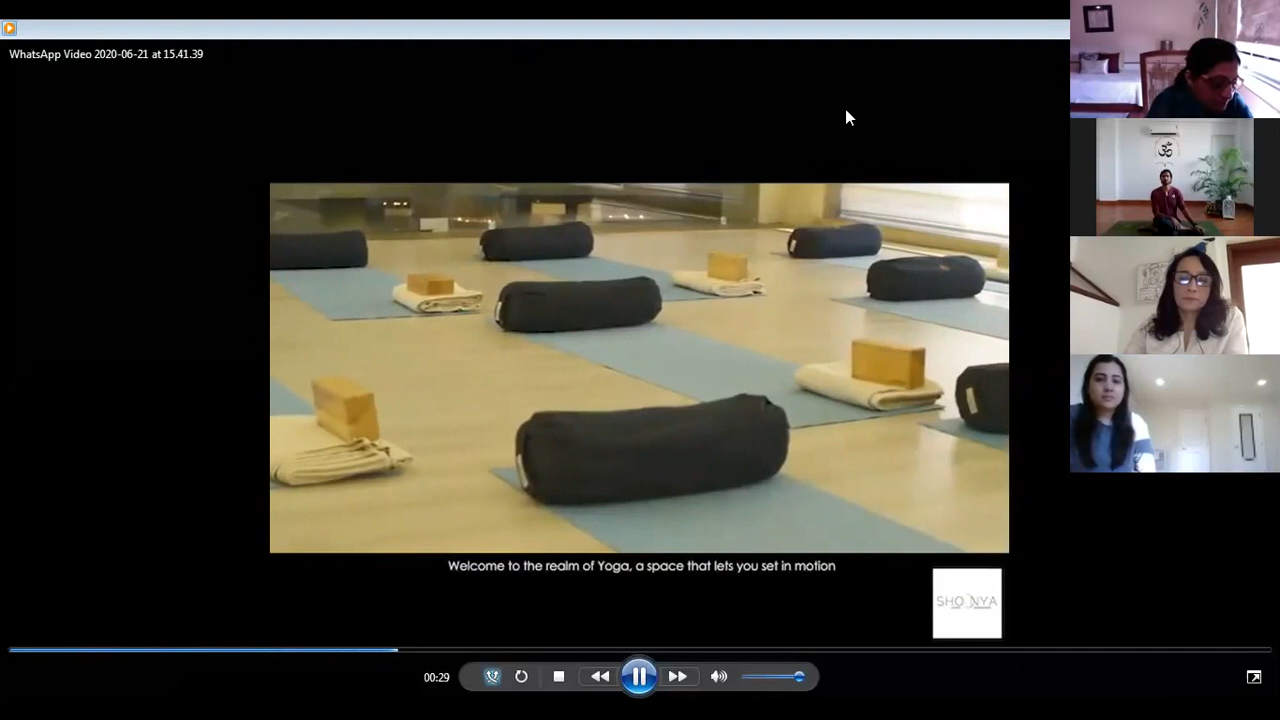 WhatsApp Video 2020-06-21 at 15.41.39
ॐ
Welcome to the realm of Yoga, a space that lets you set in motion
SHOONYA
00:29